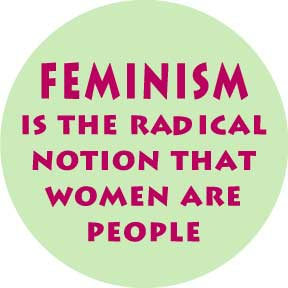 FEMINISM
IS THE RADICAL
NOTION THAT
WOMEN ARE
PEOPLE